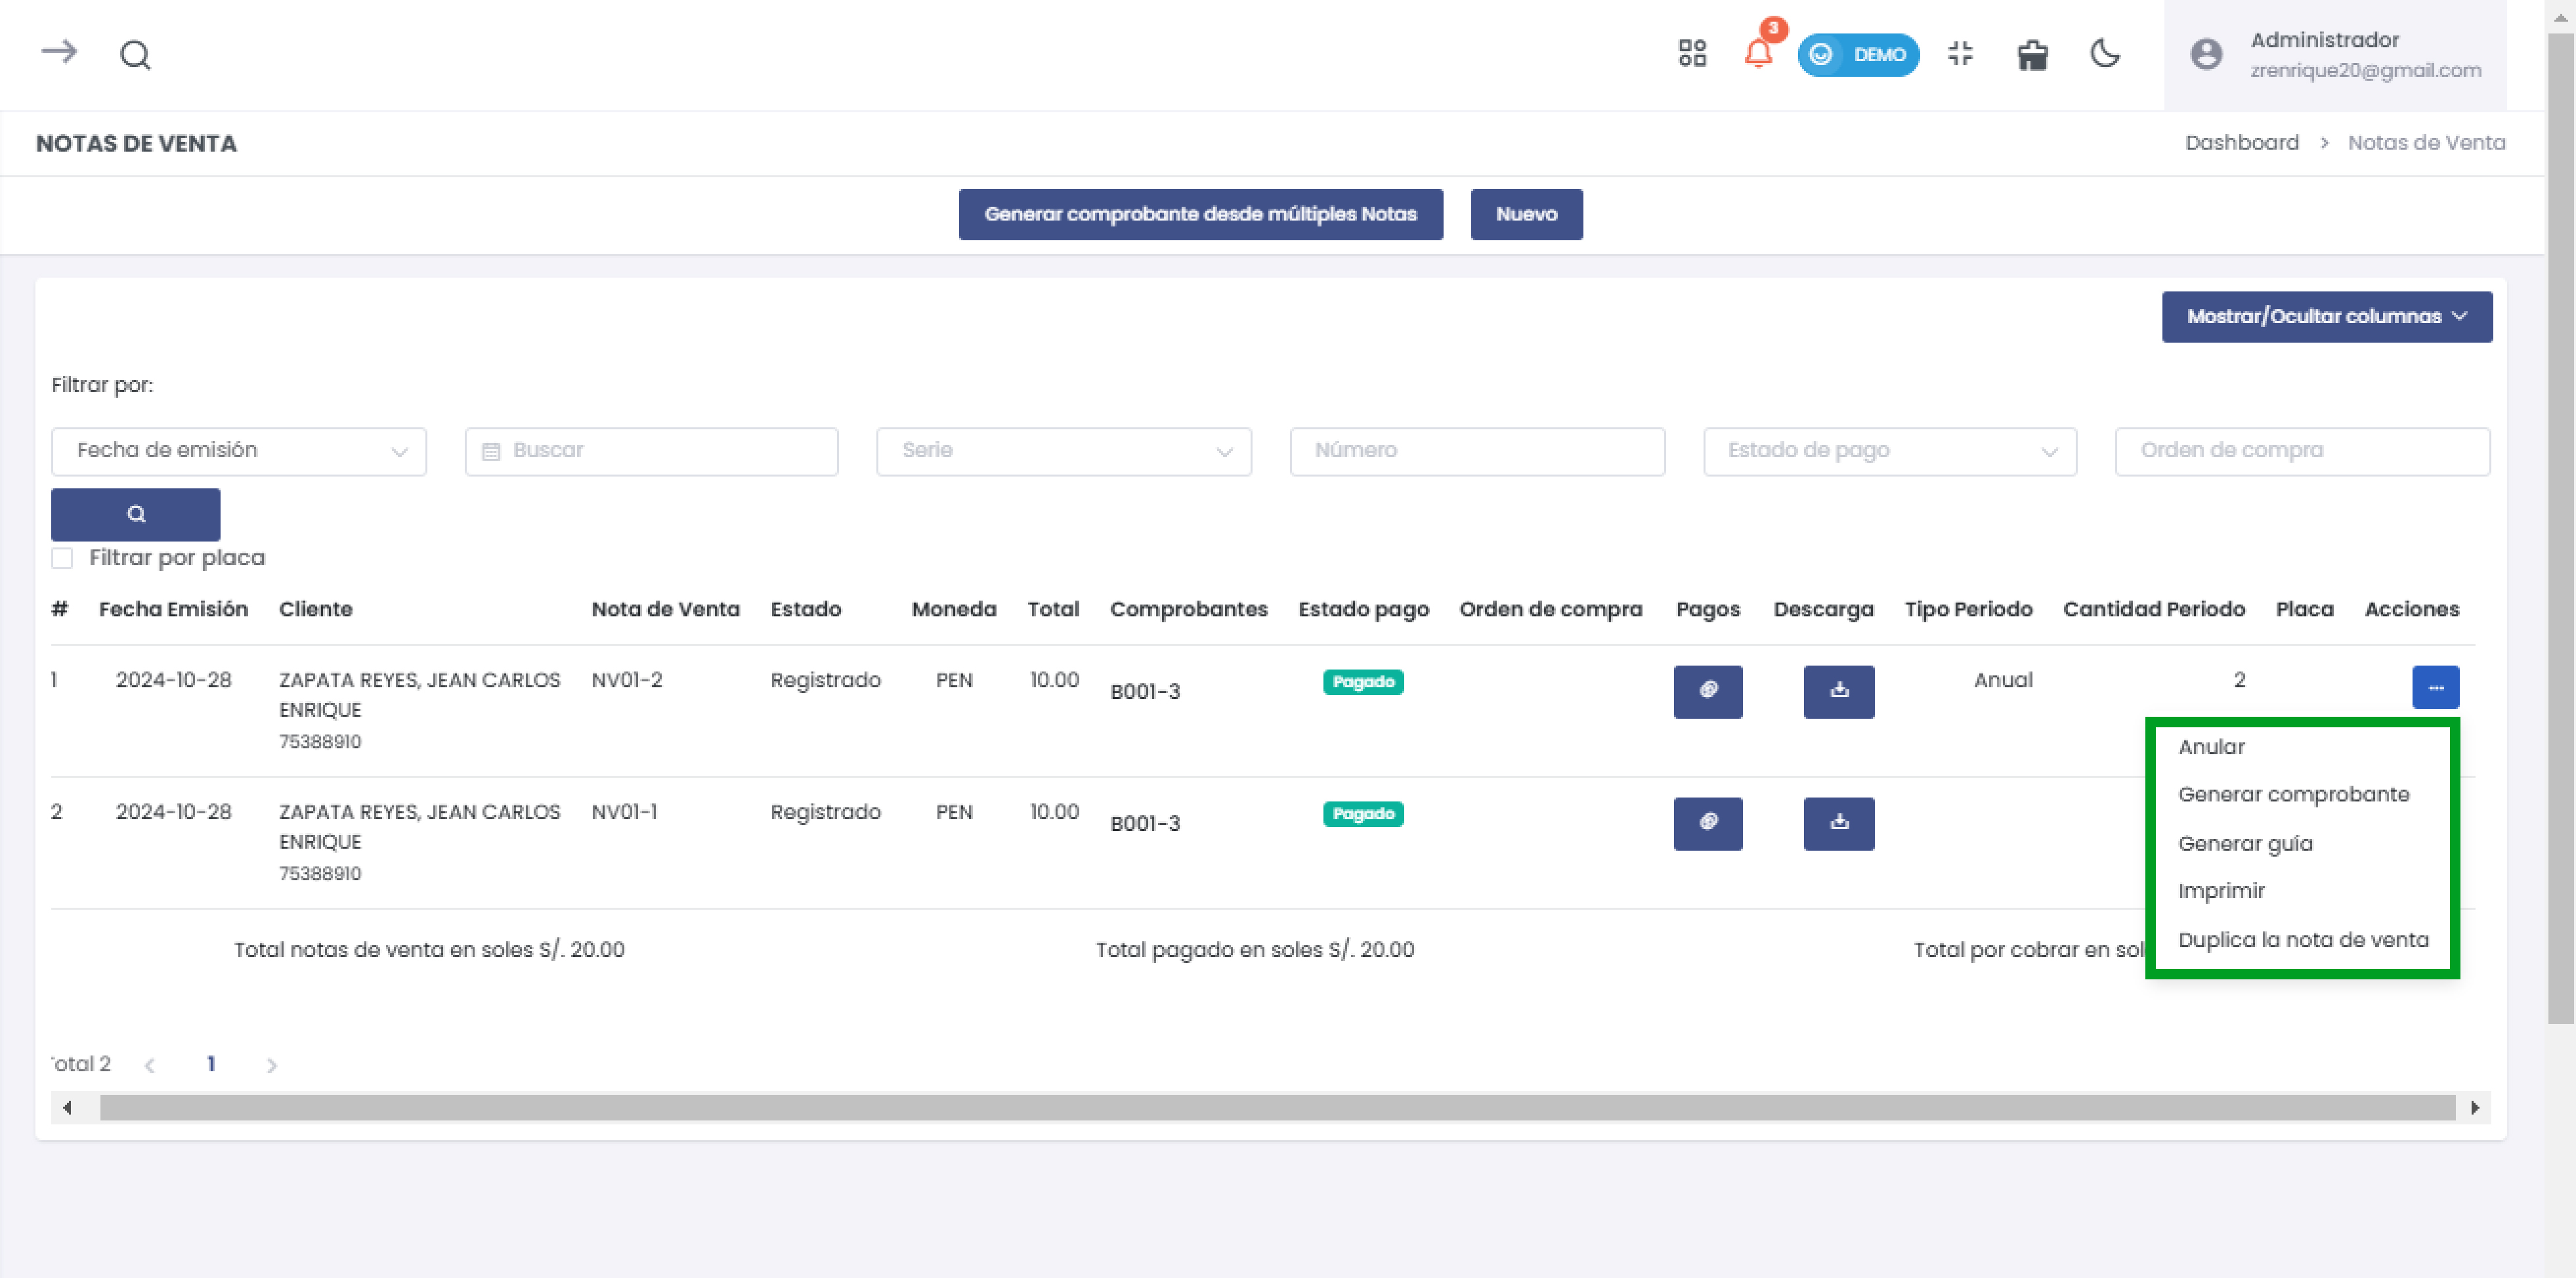 3
DEMO
Administrador
zrenrique20@gmail.com
NOTAS DE VENTA
Dashboard > Notas de Venta
Generar comprobante desde múltiples Notas
Nuevo
Mostrar/Ocultar columnas
Filtrar por:
Fecha de emisión
Buscar
Serie
Número
Estado de pago
Orden de compra
Filtrar por placa
# Fecha Emisión Cliente Nota de Venta Estado Moneda Total Comprobantes Estado pago Orden de compra Pagos Descarga Tipo Periodo Cantidad Periodo Placa Acciones
1 2024-10-28 ZAPATA REYES, JEAN CARLOS NV01-2 Registrado PEN 10.00 B001-3 Pagado Anual 2
ENRIQUE
75388910
Anular
Generar comprobante
Generar guía
Imprimir
Duplica la nota de venta
2 2024-10-28 ZAPATA REYES, JEAN CARLOS NV01-1 Registrado PEN 10.00 B001-3 Pagado
ENRIQUE
75388910
Total notas de venta en soles S/. 20.00
Total pagado en soles S/. 20.00
Total por cobrar en sol
otal 2 < 1 >